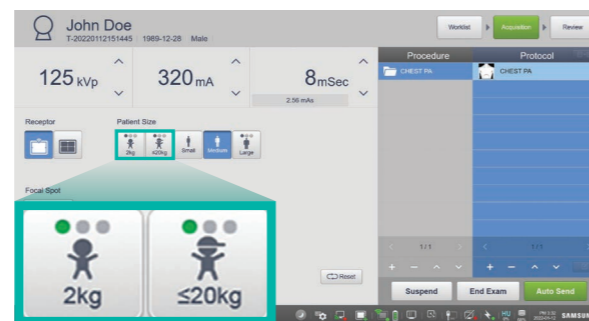 John Doe
T-20220112151445 1989-12-28 Male
Worklist Acquisition Review
125 kVp
320 mA
8 mSec
2.56 mAs
Procedure Protocol
CHEST PA CHEST PA
Receptor Patient Size
2kg ≤20kg Small Medium Large
Focal Spot
2kg ≤20kg
Reset
1/1 1/1
Suspend End Exam Auto Send
SAMSUNG